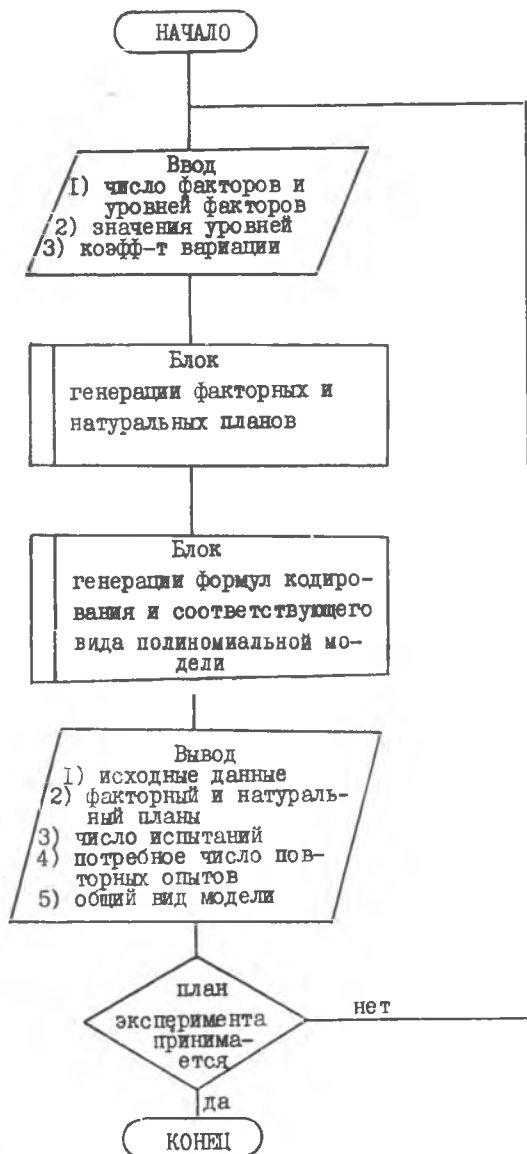 НАЧАЛО
Ввод
1) число факторов и
уровней факторов
2) значения уровней
3) коэфф-т вариации
Блок
генерации факторных и
натуральных планов
Блок
генерации формул кодиро-
вания и соответствующего
вида полиномиальной мо-
дели
Вывод
1) исходные данные
2) факторный и натураль-
ный планы
3) число испытаний
4) потребное число пов-
торных опытов
5) общий вид модели
план
эксперимента
принима-
ется
нет
да
КОНЕЦ